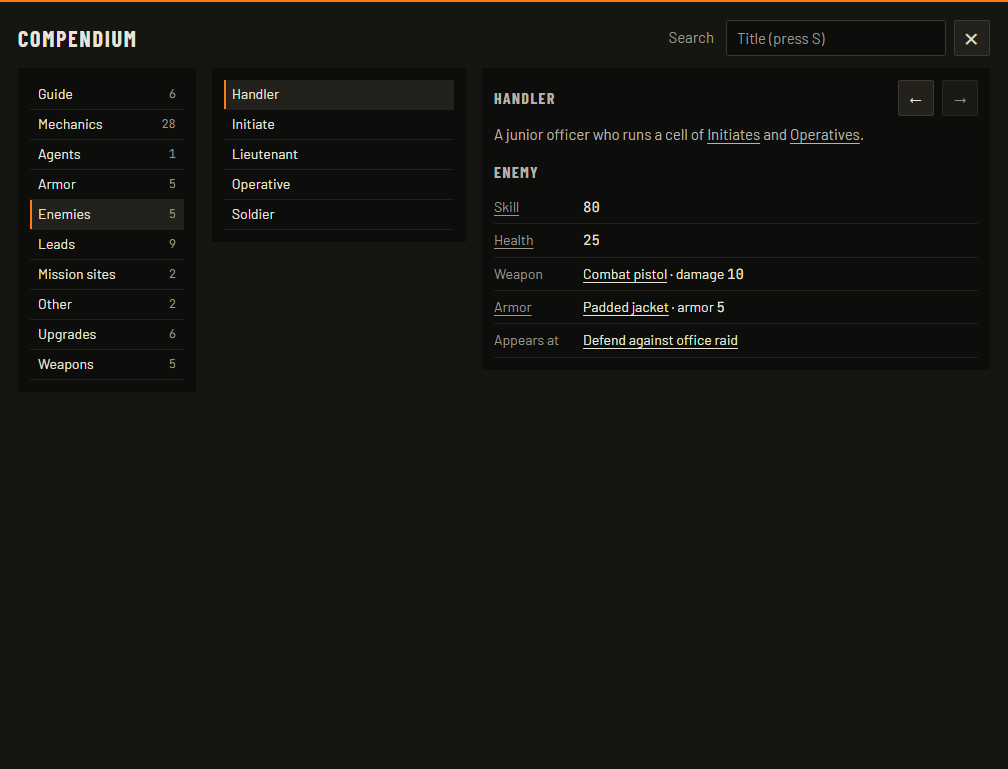 COMPENDIUM
Search
Title (press S)
✕
Guide 6
Mechanics 28
Agents 1
Armor 5
Enemies 5
Leads 9
Mission sites 2
Other 2
Upgrades 6
Weapons 5
Handler
Initiate
Lieutenant
Operative
Soldier
HANDLER
← →
A junior officer who runs a cell of Initiates and Operatives.
ENEMY
Skill 80
Health 25
Weapon Combat pistol · damage 10
Armor Padded jacket · armor 5
Appears at Defend against office raid